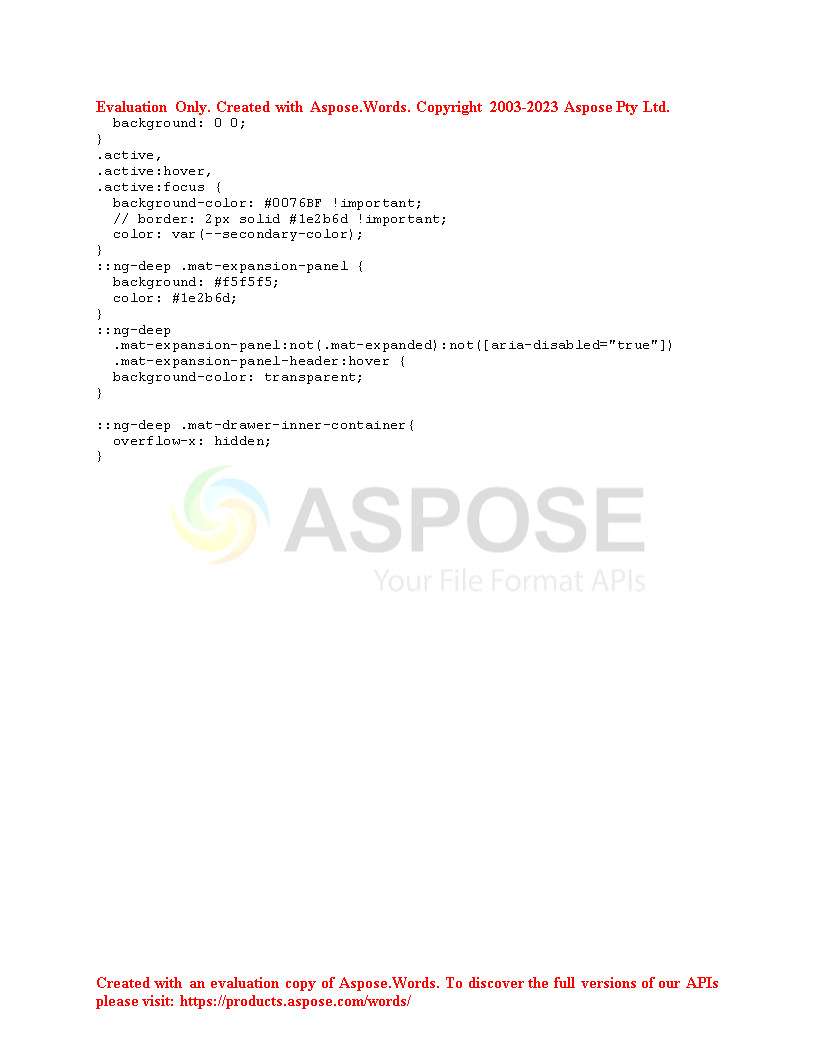 Evaluation Only. Created with Aspose.Words. Copyright 2003-2023 Aspose Pty Ltd.
  background: 0 0;
}
.active,
.active:hover,
.active:focus {
  background-color: #0076BF !important;
  // border: 2px solid #1e2b6d !important;
  color: var(--secondary-color);
}
::ng-deep .mat-expansion-panel {
  background: #f5f5f5;
  color: #1e2b6d;
}
::ng-deep
  .mat-expansion-panel:not(.mat-expanded):not([aria-disabled="true"])
  .mat-expansion-panel-header:hover {
  background-color: transparent;
}

::ng-deep .mat-drawer-inner-container{
  overflow-x: hidden;
}
ASPOSE
Your File Format APIs
Created with an evaluation copy of Aspose.Words. To discover the full versions of our APIs
please visit: https://products.aspose.com/words/